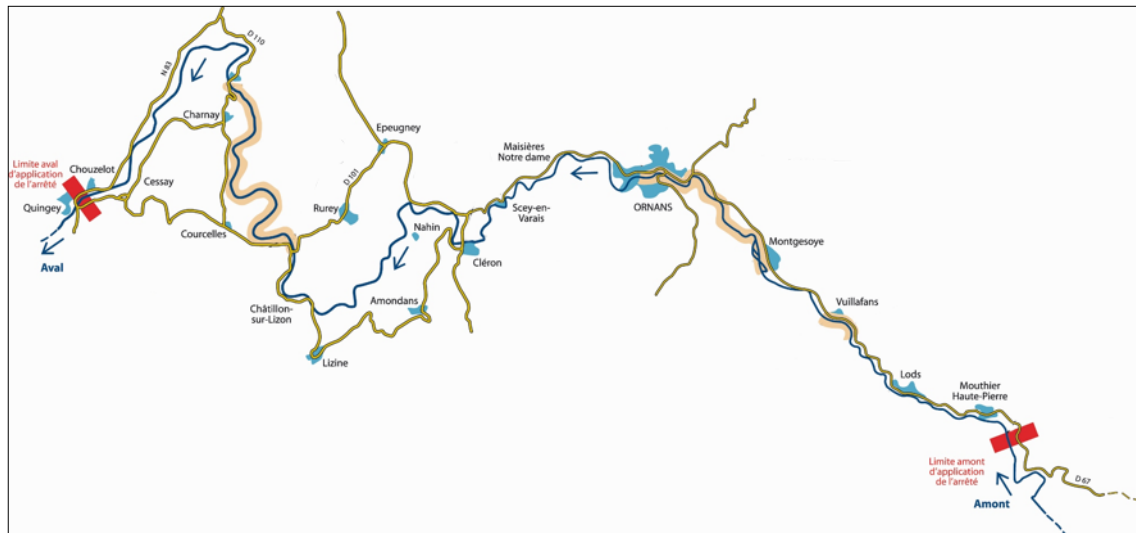 D 110
N 83
Charnay
Limite aval
d'application
de l'arrêté
Chouzelot
Cessay
Quingey
Aval
Courcelles
Epeugney
D 101
Rurey
Nahin
Cléron
Châtillon-
sur-Lizon
Amondans
Lizine
Maisières
Notre dame
Scey-en-
Varais
ORNANS
Montgesoye
Vuillafans
Lods
Mouthier
Haute-Pierre
Limite amont
d'application
de l'arrêté
Amont
D 67